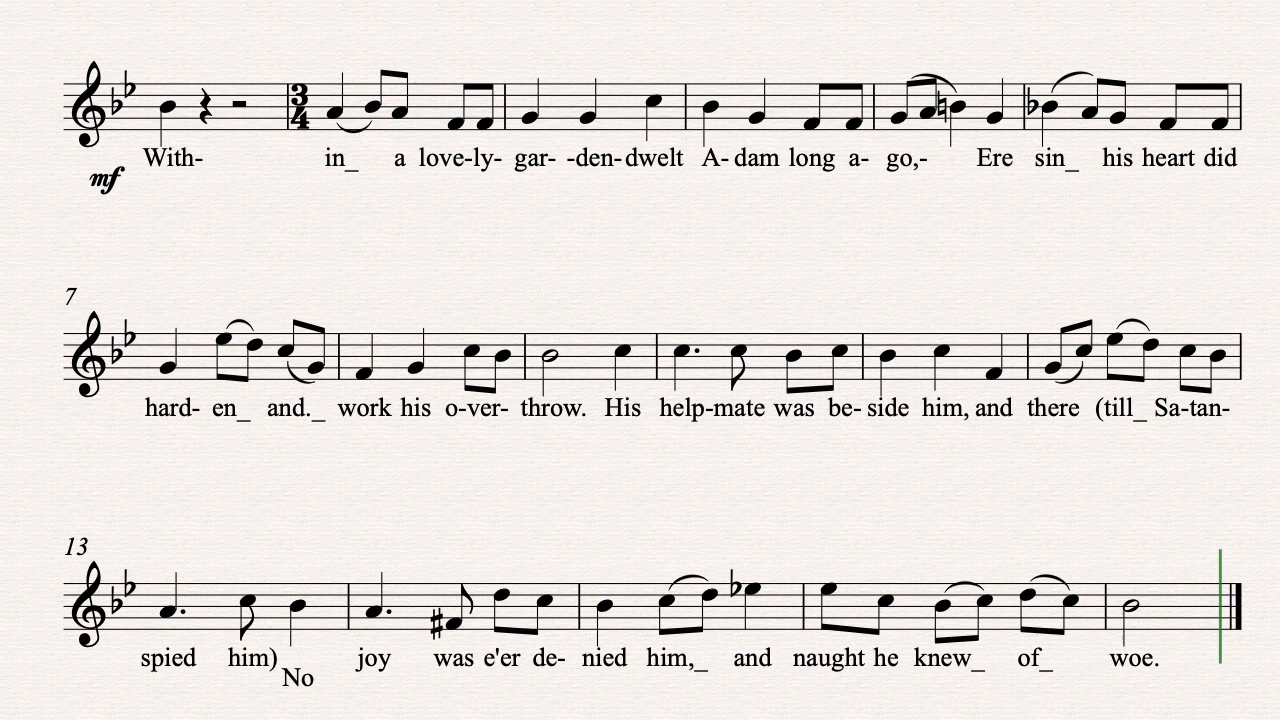 3
4
With- in_ a love-ly- gar- -den-dwelt A- dam long a- go,- Ere sin_ his heart did
mf
7
hard- en_ and._ work his o-ver- throw. His help-mate was be- side him, and there (till_ Sa-tan-
13
spied him) joy was e'er de- nied him,_ and naught he knew_ of_ woe.
No